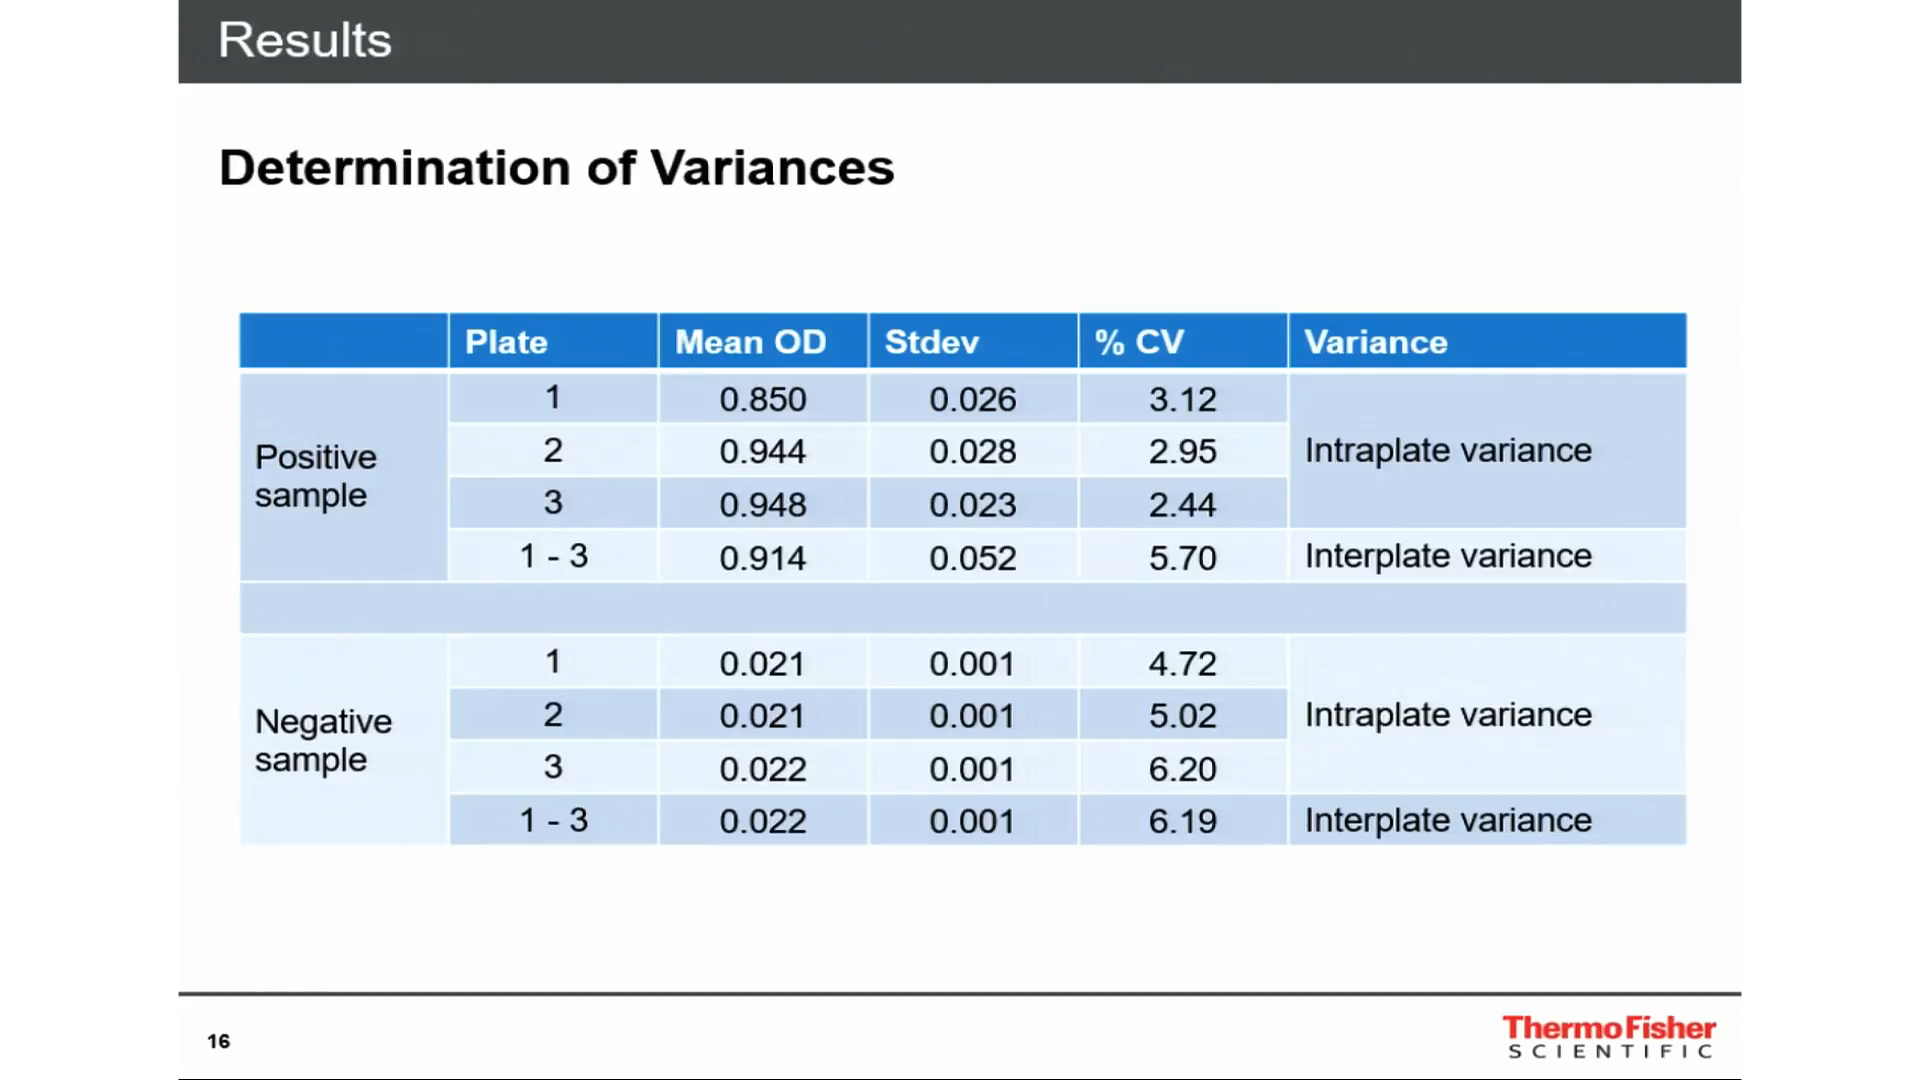 Results
Determination of Variances
Plate Mean OD Stdev % CV Variance
Positive sample
1 0.850 0.026 3.12 Intraplate variance
2 0.944 0.028 2.95
3 0.948 0.023 2.44
1 - 3 0.914 0.052 5.70 Interplate variance
Negative sample
1 0.021 0.001 4.72 Intraplate variance
2 0.021 0.001 5.02
3 0.022 0.001 6.20
1 - 3 0.022 0.001 6.19 Interplate variance
16
ThermoFisher
SCIENTIFIC